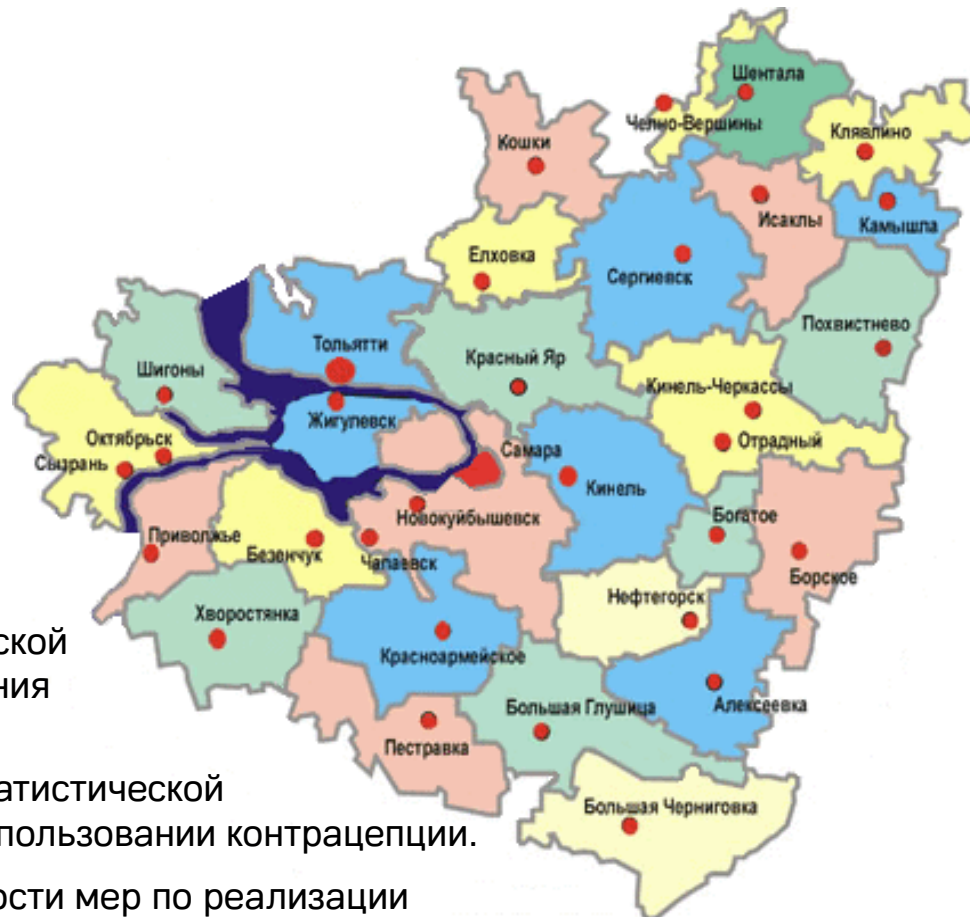 Шентала
Челно-Вершины
Клявлино
Кошки
Исаклы
Камышла
Елховка
Сергиевск
Похвистнево
Тольятти
Красный Яр
Шигоны
Кинель-Черкассы
Жигулевск
Октябрьск
Отрадный
Самара
Сызрань
Кинель
Новокуйбышевск
Богатое
Приволжье
Безенчук
Чапаевск
Борское
Нефтегорск
Хворостянка
Красноармейское
Алексеевка
Большая Глушица
Пестравка
Большая Черниговка
ской
ния
атистической
пользовании контрацепции.
ости мер по реализации